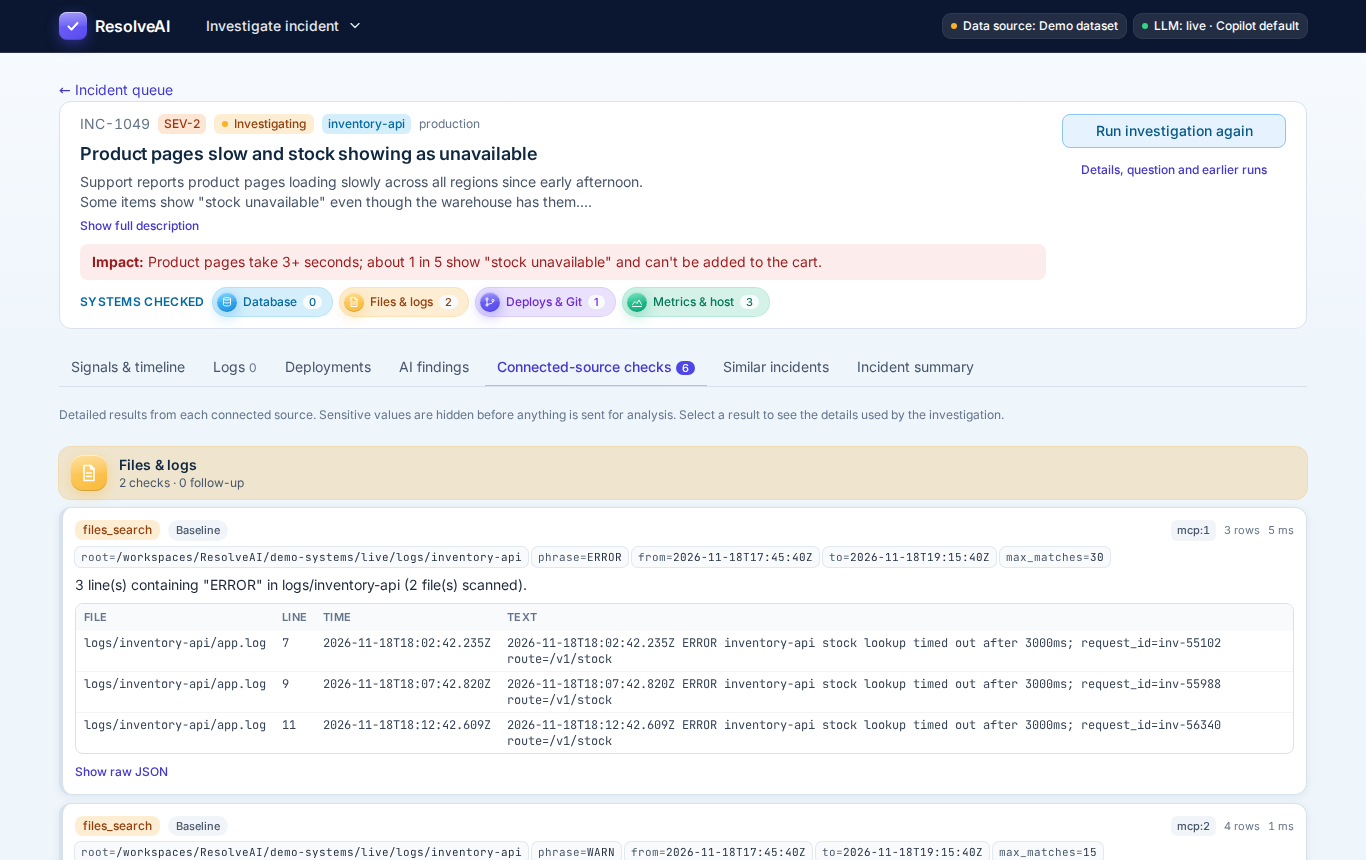 ResolveAI
Investigate incident
Data source: Demo dataset
LLM: live · Copilot default
← Incident queue
INC-1049 SEV-2 Investigating inventory-api production
Run investigation again
Product pages slow and stock showing as unavailable
Details, question and earlier runs
Support reports product pages loading slowly across all regions since early afternoon.
Some items show "stock unavailable" even though the warehouse has them....
Show full description
Impact: Product pages take 3+ seconds; about 1 in 5 show "stock unavailable" and can't be added to the cart.
SYSTEMS CHECKED Database 0 Files & logs 2 Deploys & Git 1 Metrics & host 3
Signals & timeline Logs 0 Deployments AI findings Connected-source checks 6 Similar incidents Incident summary
Detailed results from each connected source. Sensitive values are hidden before anything is sent for analysis. Select a result to see the details used by the investigation.
Files & logs
2 checks · 0 follow-up
files_search Baseline mcp:1 3 rows 5 ms
root=/workspaces/ResolveAI/demo-systems/live/logs/inventory-api phrase=ERROR from=2026-11-18T17:45:40Z to=2026-11-18T19:15:40Z max_matches=30
3 line(s) containing "ERROR" in logs/inventory-api (2 file(s) scanned).
FILE LINE TIME TEXT
logs/inventory-api/app.log 7 2026-11-18T18:02:42.235Z 2026-11-18T18:02:42.235Z ERROR inventory-api stock lookup timed out after 3000ms; request_id=inv-55102
route=/v1/stock
logs/inventory-api/app.log 9 2026-11-18T18:07:42.820Z 2026-11-18T18:07:42.820Z ERROR inventory-api stock lookup timed out after 3000ms; request_id=inv-55988
route=/v1/stock
logs/inventory-api/app.log 11 2026-11-18T18:12:42.609Z 2026-11-18T18:12:42.609Z ERROR inventory-api stock lookup timed out after 3000ms; request_id=inv-56340
route=/v1/stock
Show raw JSON
files_search Baseline mcp:2 4 rows 1 ms
root=/workspaces/ResolveAI/demo-systems/live/logs/inventory-api phrase=WARN from=2026-11-18T17:45:40Z to=2026-11-18T19:15:40Z max_matches=15